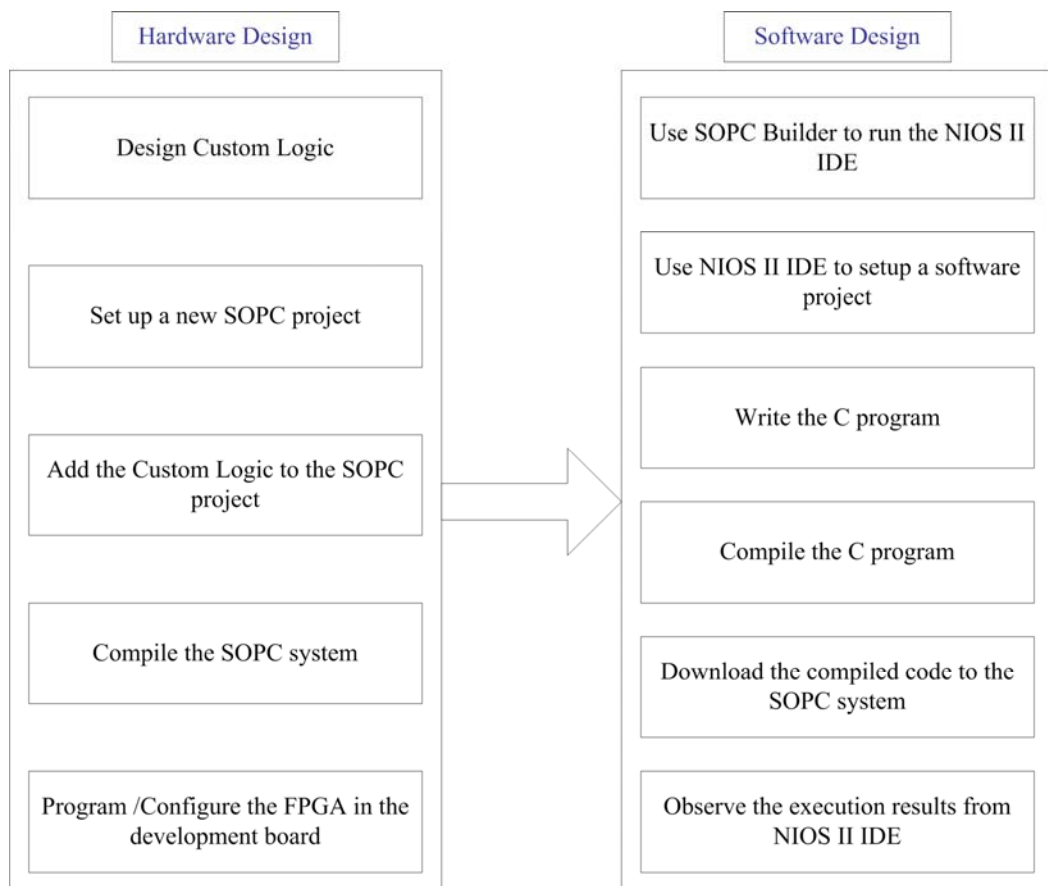 Hardware Design
Design Custom Logic
Set up a new SOPC project
Add the Custom Logic to the SOPC
project
Compile the SOPC system
Program /Configure the FPGA in the
development board
Software Design
Use SOPC Builder to run the NIOS II
IDE
Use NIOS II IDE to setup a software
project
Write the C program
Compile the C program
Download the compiled code to the
SOPC system
Observe the execution results from
NIOS II IDE